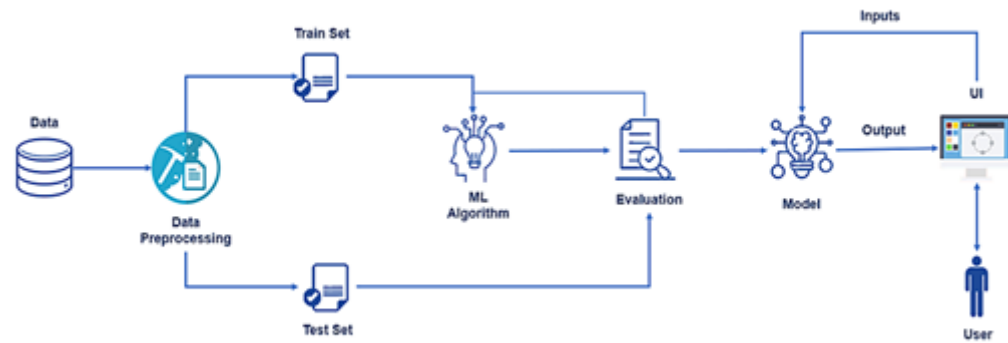 Inputs
Train Set
UI
Data
Output
ML
Algorithm
Evaluation
Model
Data
Preprocessing
Test Set
User